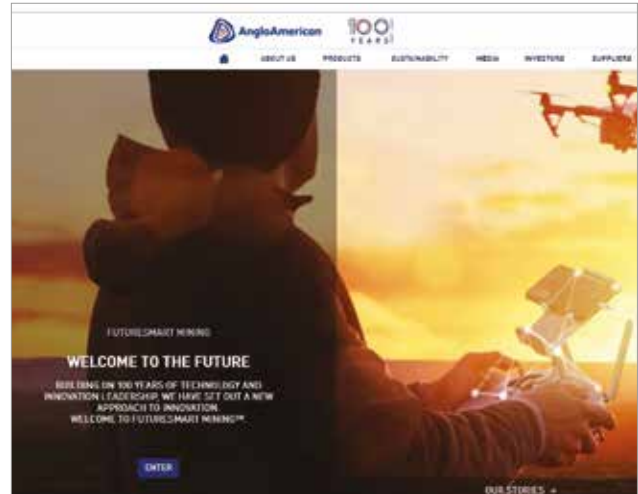 AngloAmerican
100
YEARS
ABOUT US PRODUCTS SUSTAINABILITY MEDIA INVESTORS SUPPLIERS
FUTURESMART MINING
WELCOME TO THE FUTURE
BUILDING ON 100 YEARS OF TECHNOLOGY AND
INNOVATION LEADERSHIP, WE HAVE SET OUT A NEW
APPROACH TO INNOVATION.
WELCOME TO FUTURESMART MINING™
ENTER
OUR STORIES